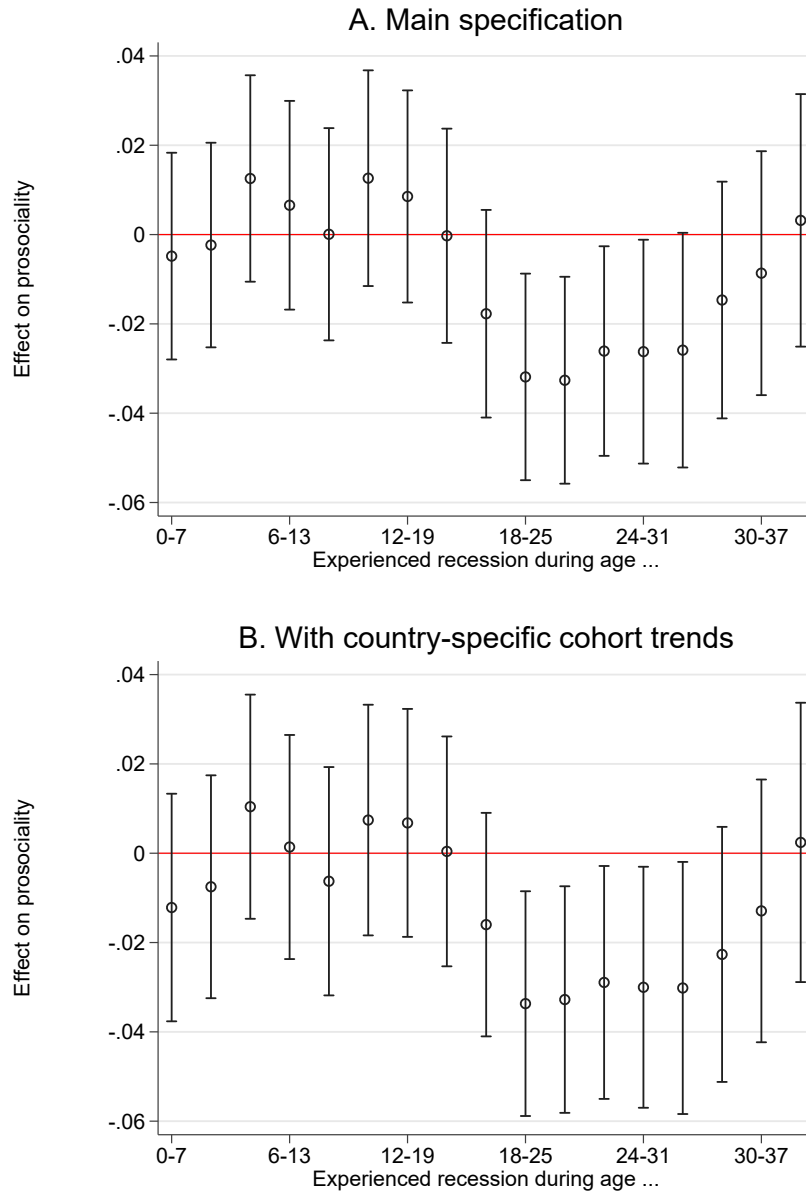 A. Main specification
Effect on prosociality
.04
.02
0
-.02
-.04
-.06
0-7 6-13 12-19 18-25 24-31 30-37
Experienced recession during age ...
B. With country-specific cohort trends
Effect on prosociality
.04
.02
0
-.02
-.04
-.06
0-7 6-13 12-19 18-25 24-31 30-37
Experienced recession during age ...